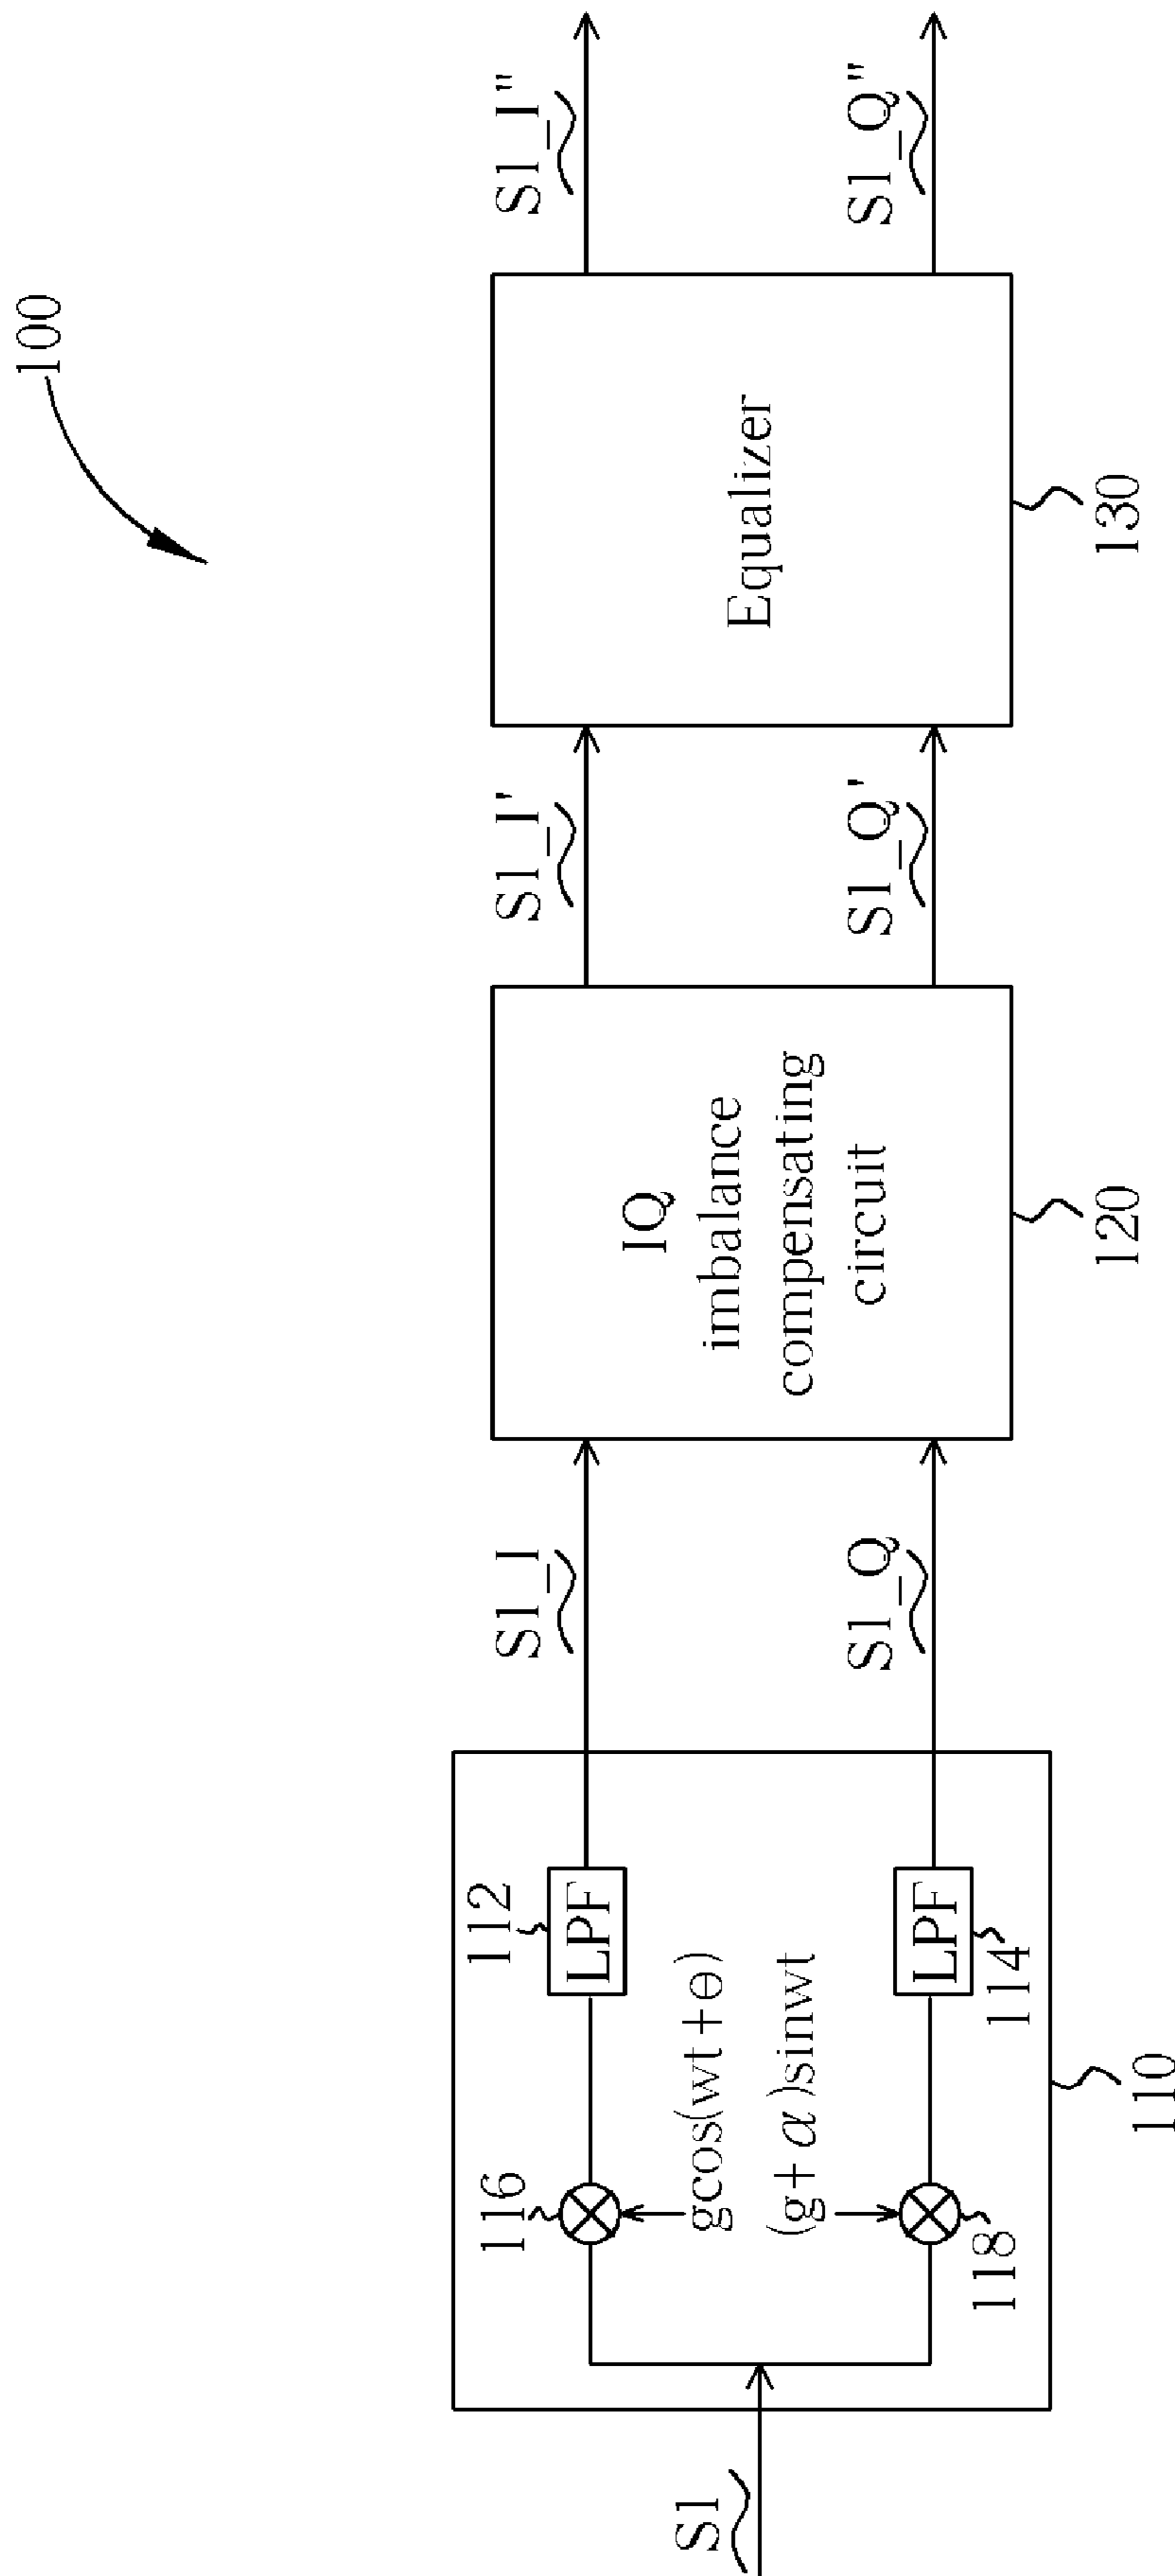 100
S1
110
116
118
gcos(wt+θ)
(g+α)sinwt
112
LPF
LPF
114
S1_I
S1_Q
IQ
imbalance
compensating
circuit
120
S1_I'
S1_Q'
Equalizer
130
S1_I"
S1_Q"